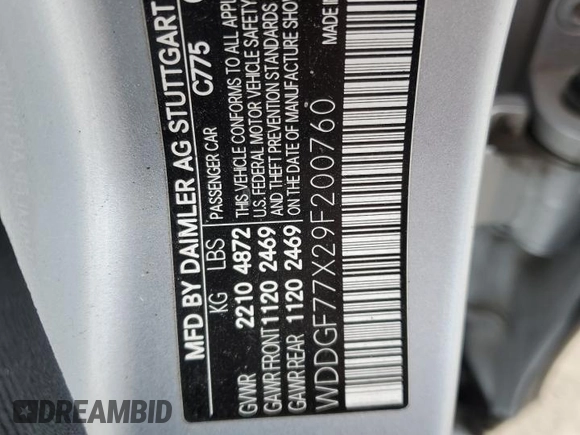 MFD BY DAIMLER AG STUTTGART
C775
KG LBS PASSENGER CAR
GVWR 2210 4872
GAWR FRONT 1120 2469
GAWR REAR 1120 2469
THIS VEHICLE CONFORMS TO ALL APPL
U.S. FEDERAL MOTOR VEHICLE SAFETY
AND THEFT PREVENTION STANDARDS
ON THE DATE OF MANUFACTURE SHOW
WDDGF77X29F200760
MADE IN
DREAMBID